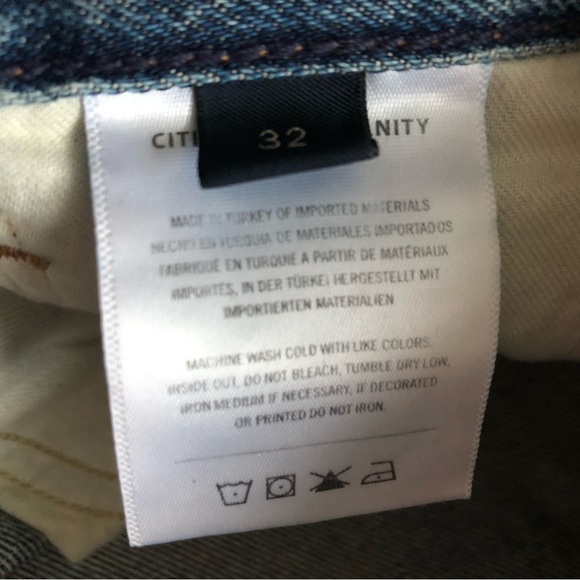 CITI NITY
32
MADE IN TURKEY OF IMPORTED MATERIALS
HECHO EN TURQUIA DE MATERIALES IMPORTADOS
FABRIQUÉ EN TURQUIE A PARTIR DE MATÉRIAUX
IMPORTÉS, IN DER TÜRKEI HERGESTELLT MIT
IMPORTIERTEN MATERIALIEN
MACHINE WASH COLD WITH LIKE COLORS,
INSIDE OUT, DO NOT BLEACH, TUMBLE DRY LOW,
IRON MEDIUM IF NECESSARY, IF DECORATED
OR PRINTED DO NOT IRON.